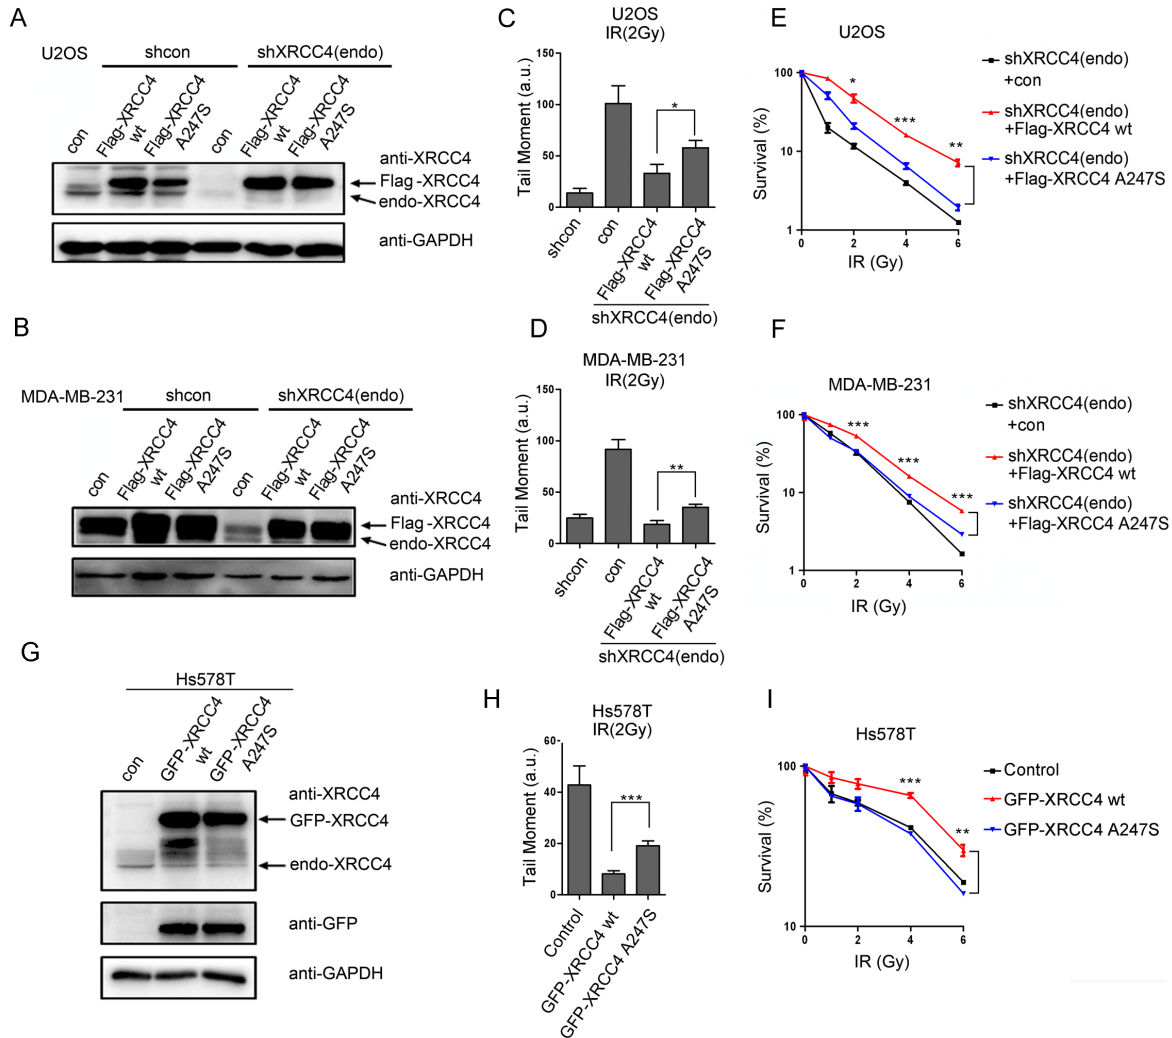 A
U2OS
shcon
shXRCC4(endo)
con
Flag-XRCC4
wt
Flag-XRCC4
A247S
con
Flag-XRCC4
wt
Flag-XRCC4
A247S
anti-XRCC4
Flag -XRCC4
endo-XRCC4
anti-GAPDH
B
MDA-MB-231
shcon
shXRCC4(endo)
con
Flag-XRCC4
wt
Flag-XRCC4
A247S
con
Flag-XRCC4
wt
Flag-XRCC4
A247S
anti-XRCC4
Flag -XRCC4
endo-XRCC4
anti-GAPDH
C
U2OS
IR(2Gy)
Tail Moment (a.u.)
150
100
50
0
*
shcon
con
Flag-XRCC4
wt
Flag-XRCC4
A247S
shXRCC4(endo)
D
MDA-MB-231
IR(2Gy)
Tail Moment (a.u.)
150
100
50
0
**
shcon
con
Flag-XRCC4
wt
Flag-XRCC4
A247S
shXRCC4(endo)
E
U2OS
Survival (%)
100
10
1
*
***
**
0
2
4
6
IR (Gy)
shXRCC4(endo)
+con
shXRCC4(endo)
+Flag-XRCC4 wt
shXRCC4(endo)
+Flag-XRCC4 A247S
F
MDA-MB-231
Survival (%)
100
10
1
***
***
***
0
2
4
6
IR (Gy)
shXRCC4(endo)
+con
shXRCC4(endo)
+Flag-XRCC4 wt
shXRCC4(endo)
+Flag-XRCC4 A247S
G
Hs578T
con
GFP-XRCC4
wt
GFP-XRCC4
A247S
anti-XRCC4
GFP-XRCC4
endo-XRCC4
anti-GFP
anti-GAPDH
H
Hs578T
IR(2Gy)
Tail Moment (a.u.)
60
40
20
0
***
Control
GFP-XRCC4 wt
GFP-XRCC4 A247S
I
Hs578T
Survival (%)
100
10
***
**
0
2
4
6
IR (Gy)
Control
GFP-XRCC4 wt
GFP-XRCC4 A247S